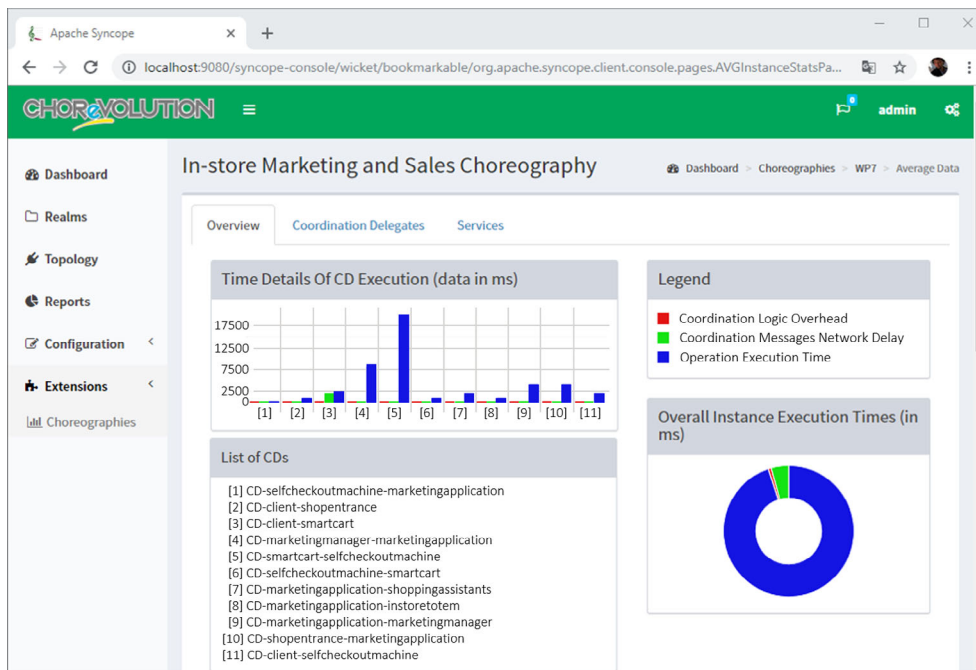 Apache Syncope
localhost:9080/syncope-console/wicket/bookmarkable/org.apache.syncope.client.console.pages.AVGInstanceStatsPa...
CHOReVOLUTION
0
admin
Dashboard
Realms
Topology
Reports
Configuration
Extensions
Choreographies
In-store Marketing and Sales Choreography
Dashboard > Choreographies > WP7 > Average Data
Overview Coordination Delegates Services
Time Details Of CD Execution (data in ms)
17500
12500
7500
2500
0
[1] [2] [3] [4] [5] [6] [7] [8] [9] [10] [11]
Legend
Coordination Logic Overhead
Coordination Messages Network Delay
Operation Execution Time
List of CDs
[1] CD-selfcheckoutmachine-marketingapplication
[2] CD-client-shopentrance
[3] CD-client-smartcart
[4] CD-marketingmanager-marketingapplication
[5] CD-smartcart-selfcheckoutmachine
[6] CD-selfcheckoutmachine-smartcart
[7] CD-marketingapplication-shoppingassistants
[8] CD-marketingapplication-instoretotem
[9] CD-marketingapplication-marketingmanager
[10] CD-shopentrance-marketingapplication
[11] CD-client-selfcheckoutmachine
Overall Instance Execution Times (in
ms)